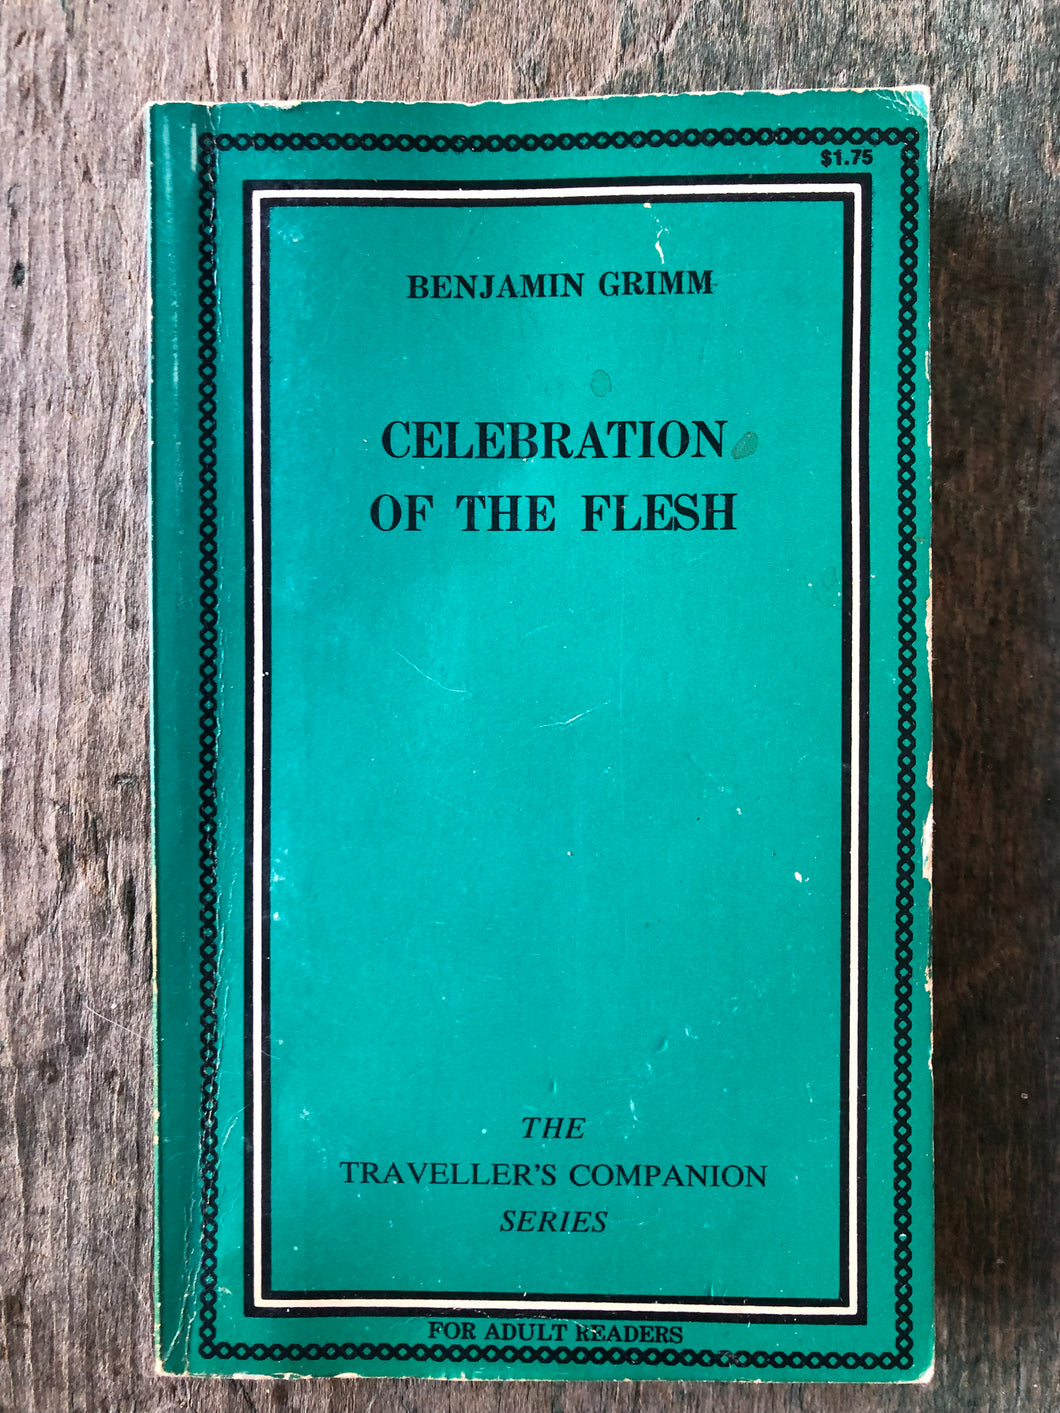 $1.75
BENJAMIN GRIMM
CELEBRATION
OF THE FLESH
THE
TRAVELLER'S COMPANION
SERIES
FOR ADULT READERS